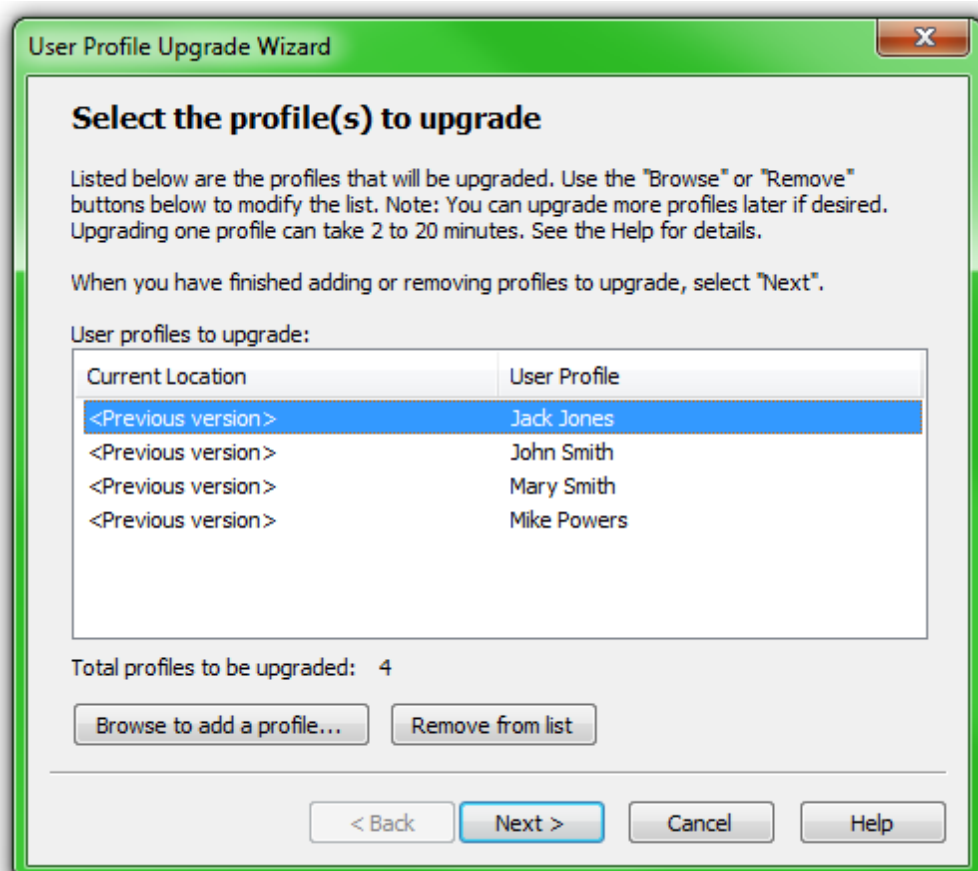 User Profile Upgrade Wizard
Select the profile(s) to upgrade
Listed below are the profiles that will be upgraded. Use the "Browse" or "Remove"
buttons below to modify the list. Note: You can upgrade more profiles later if desired.
Upgrading one profile can take 2 to 20 minutes. See the Help for details.
When you have finished adding or removing profiles to upgrade, select "Next".
User profiles to upgrade:
Current Location User Profile
<Previous version> Jack Jones
<Previous version> John Smith
<Previous version> Mary Smith
<Previous version> Mike Powers
Total profiles to be upgraded: 4
Browse to add a profile... Remove from list
< Back Next > Cancel Help